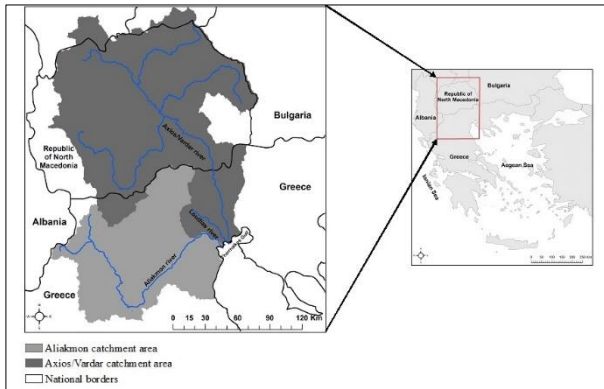 Bulgaria
Republic of
North
Macedonia
Axios/Vardar river
Greece
Albania
Loudias river
Aliakmon river
Greece
0 15 30 60 90 120 Km
Aliakmon catchment area
Axios/Vardar catchment area
National borders
Republic of
North Macedonia
Bulgaria
Albania
Greece
Aegean Sea
Ionian Sea